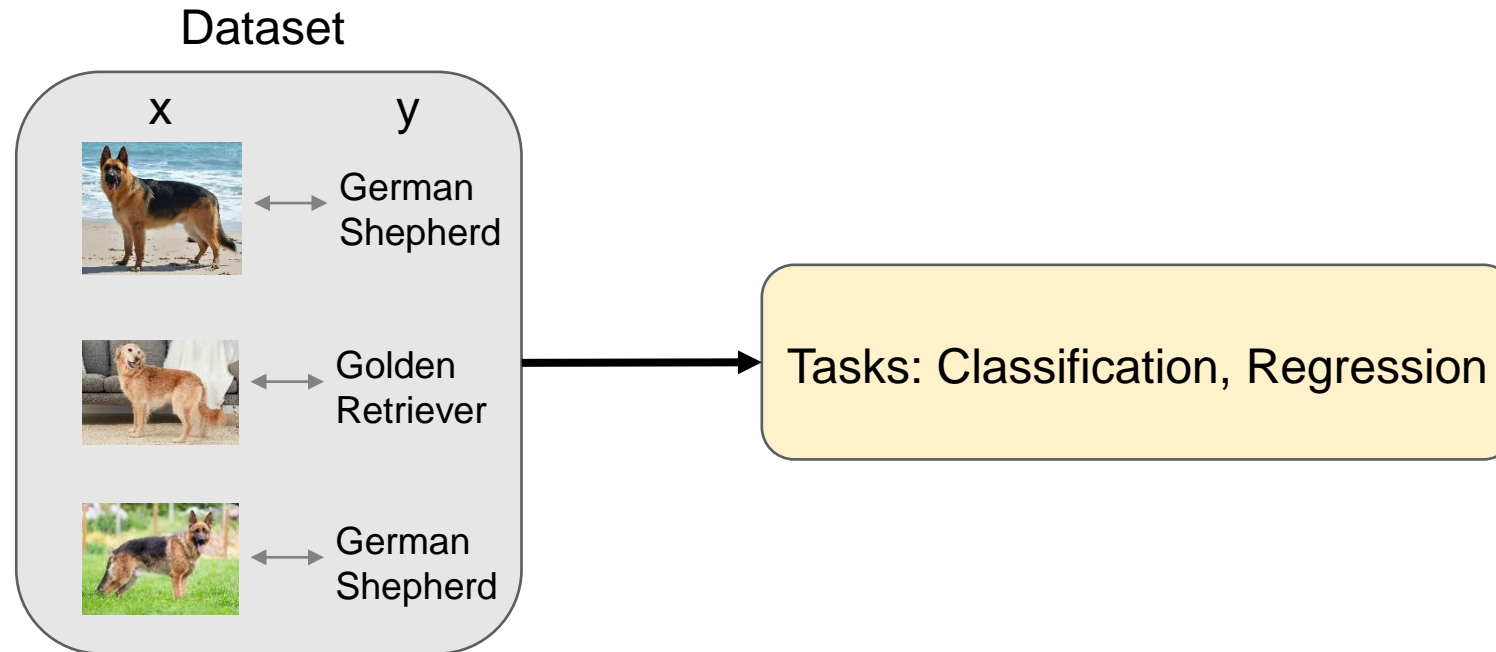 Dataset
x y
German
Shepherd
Golden
Retriever
German
Shepherd
Tasks: Classification, Regression